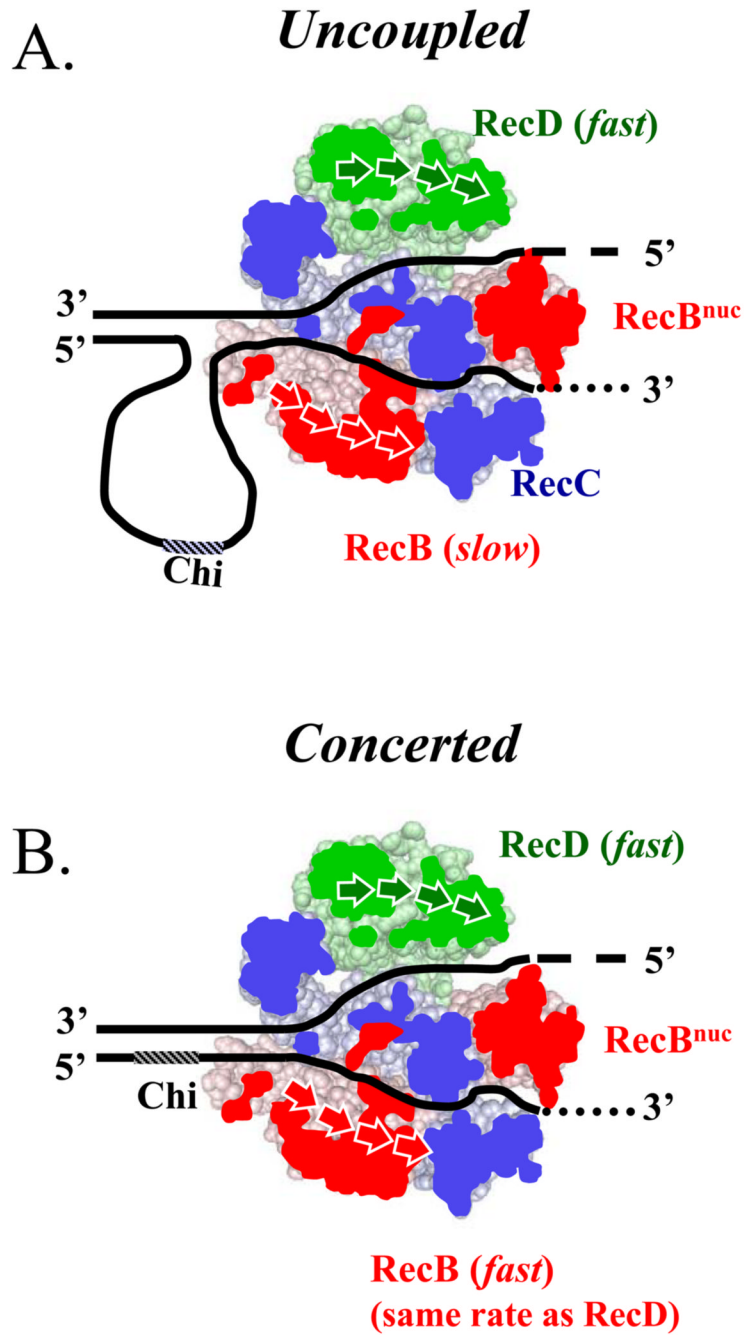 Uncoupled
A.
RecD (fast)
5’
3’
5’
RecBnuc
3’
RecC
RecB (slow)
Chi
Concerted
B.
RecD (fast)
5’
3’
5’
RecBnuc
Chi
3’
RecB (fast)
(same rate as RecD)